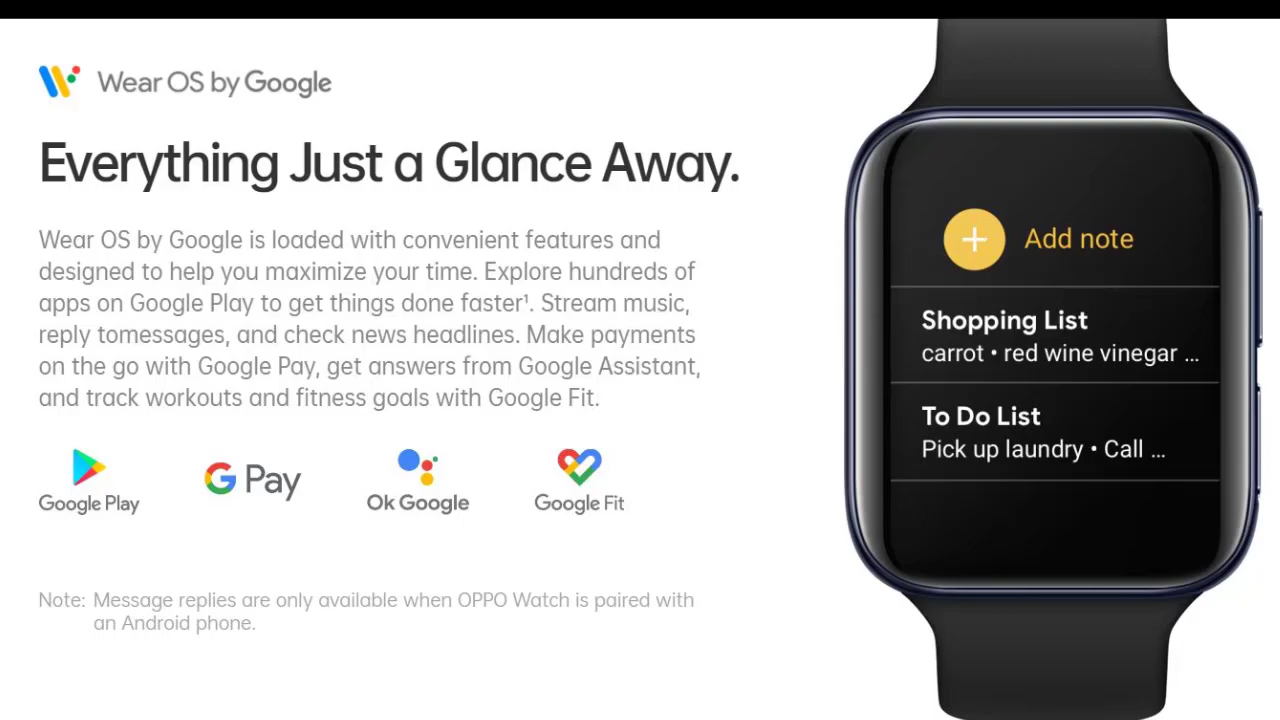 Wear OS by Google
Everything Just a Glance Away.
Wear OS by Google is loaded with convenient features and
designed to help you maximize your time. Explore hundreds of
apps on Google Play to get things done faster¹. Stream music,
reply tomessages, and check news headlines. Make payments
on the go with Google Pay, get answers from Google Assistant,
and track workouts and fitness goals with Google Fit.
Google Play
G Pay
Ok Google
Google Fit
Note: Message replies are only available when OPPO Watch is paired with
an Android phone.
Add note
Shopping List
carrot • red wine vinegar ...
To Do List
Pick up laundry • Call ...